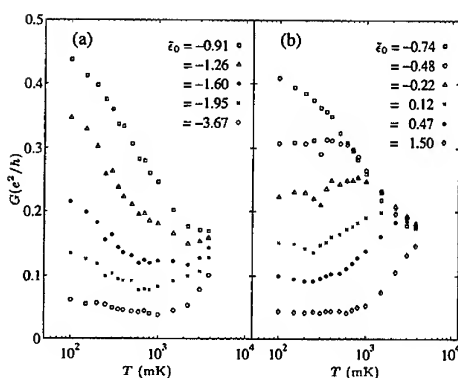 (a)
ε̃₀ = −0.91
= −1.26
= −1.60
= −1.95
= −3.67
(b)
ε̃₀ = −0.74
= −0.48
= −0.22
= 0.12
= 0.47
= 1.50
G(e²/h)
0.5
0.4
0.3
0.2
0.1
0
10² 10³ 10⁴
10² 10³ 10⁴
T (mK)
T (mK)